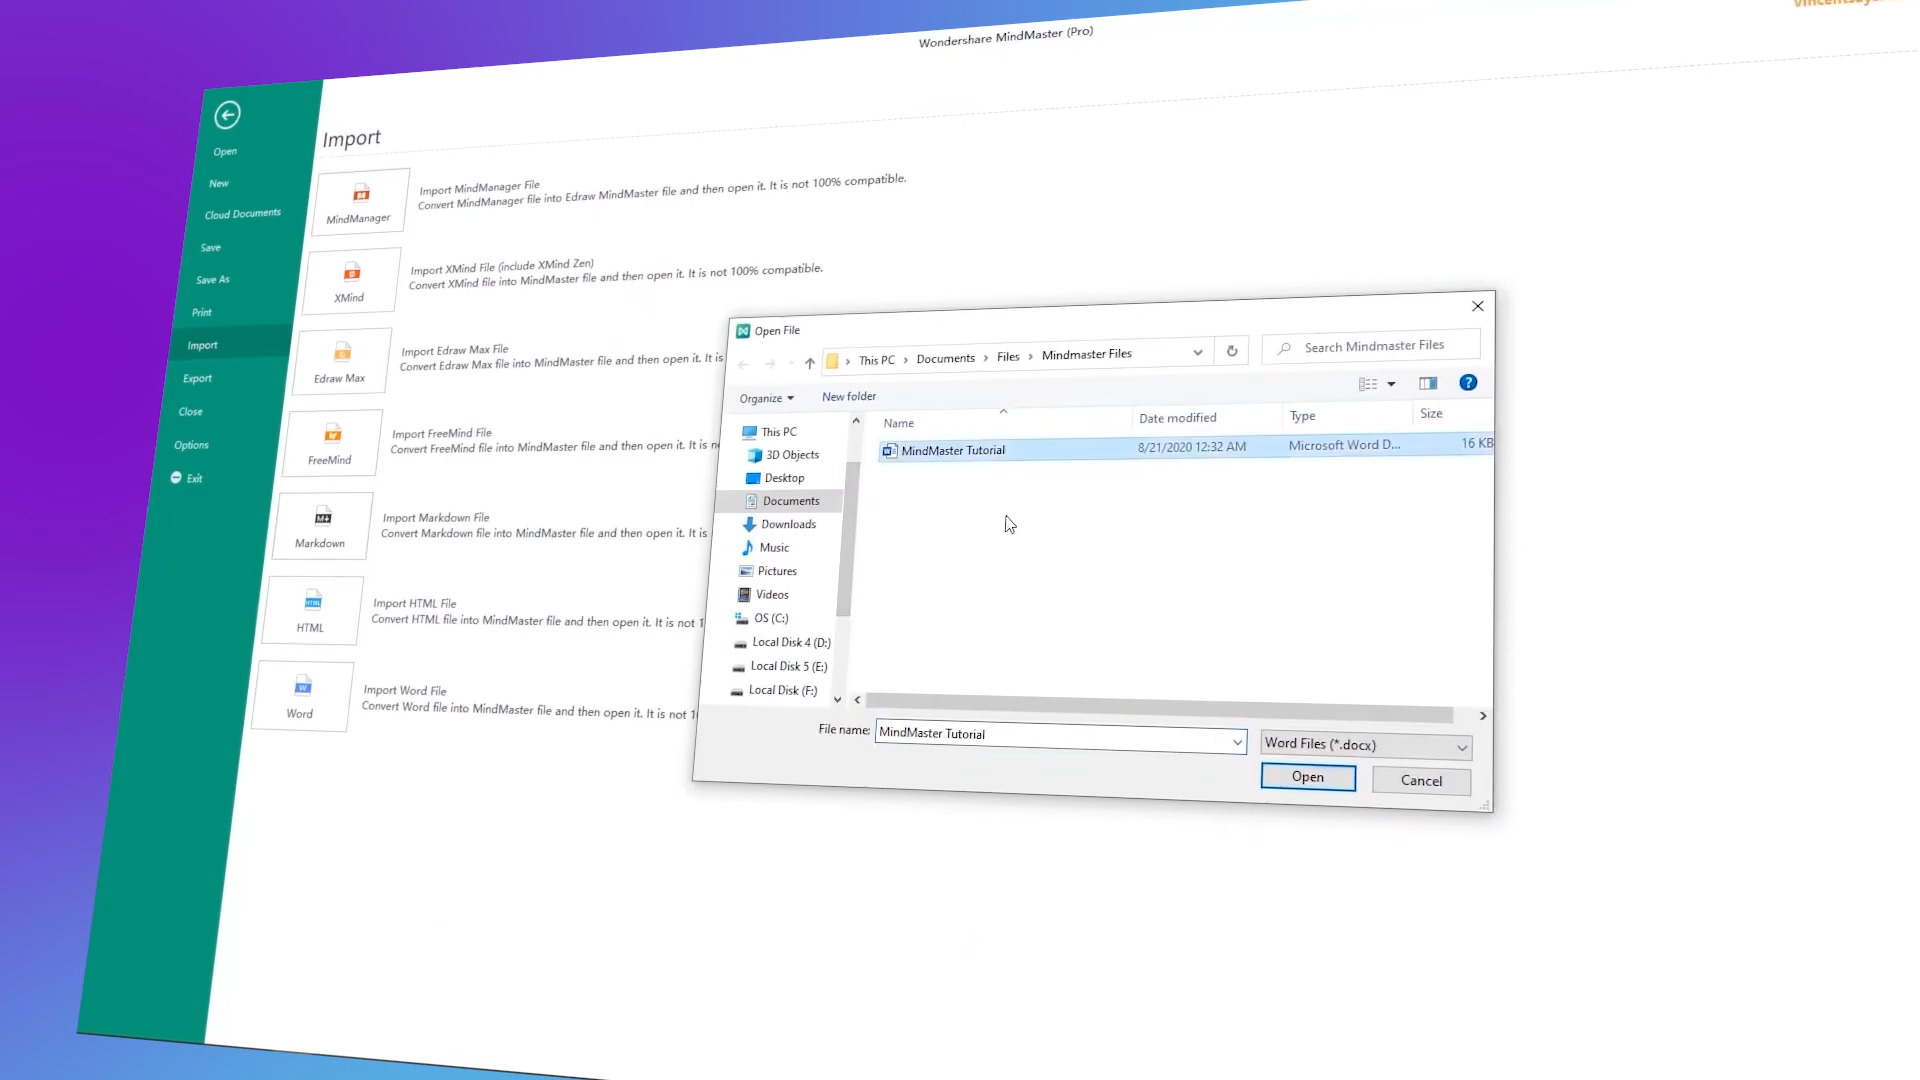 Wondershare MindMaster (Pro)
Open
New
Cloud Documents
Save
Save As
Print
Import
Export
Close
Options
Exit
Import
MindManager
Import MindManager File
Convert MindManager file into Edraw MindMaster file and then open it. It is not 100% compatible.
XMind
Import XMind File (include XMind Zen)
Convert XMind file into MindMaster file and then open it. It is not 100% compatible.
Edraw Max
Import Edraw Max File
Convert Edraw Max file into MindMaster file and then open it. It is
FreeMind
Import FreeMind File
Convert FreeMind file into MindMaster file and then open it. It is
Markdown
Import Markdown File
Convert Markdown file into MindMaster file and then open it. It is
HTML
HTML
Import HTML File
Convert HTML file into MindMaster file and then open it. It is not
W
Word
Import Word File
Convert Word file into MindMaster file and then open it. It is not
Open File
This PC > Documents > Files > Mindmaster Files
Search Mindmaster Files
Organize
New folder
Name
Date modified
Type
Size
MindMaster Tutorial
8/21/2020 12:32 AM
Microsoft Word D...
16 KB
This PC
3D Objects
Desktop
Documents
Downloads
Music
Pictures
Videos
OS (C:)
Local Disk 4 (D:)
Local Disk 5 (E:)
Local Disk (F:)
File name:
MindMaster Tutorial
Word Files (*.docx)
Open
Cancel